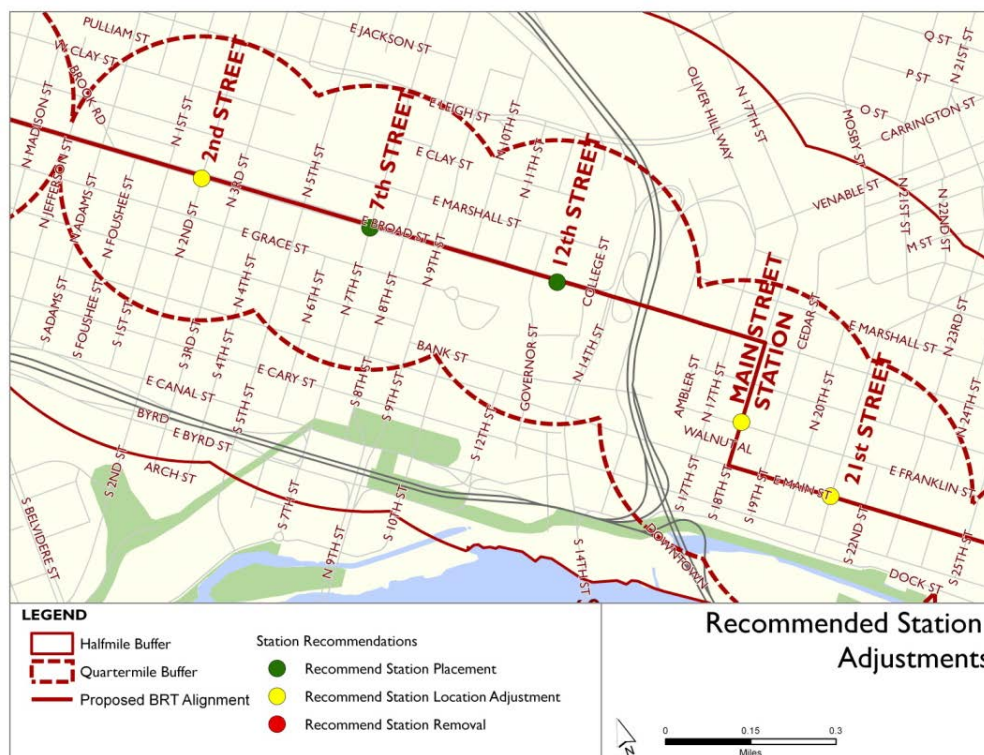 PULLIAM ST
W CLAY ST
BROOK RD
E JACKSON ST
N MADISON ST
N JEFFERSON ST
N ADAMS ST
N FOUSHEE ST
N 1ST ST
2nd STREET
N 2ND ST
N 3RD ST
N 5TH ST
7th STREET
E LEIGH ST
E CLAY ST
E MARSHALL ST
N 10TH ST
N 11TH ST
12th STREET
OLIVER HILL WAY
N 17TH ST
Q ST
P ST
N 21ST ST
O ST
CARRINGTON ST
MOSBY ST
VENABLE ST
N 21ST ST
N 22ND ST
M ST
E BROAD ST
E GRACE ST
N 4TH ST
N 6TH ST
N 7TH ST
N 8TH ST
N 9TH ST
COLLEGE ST
GOVERNOR ST
N 14TH ST
BANK ST
S ADAMS ST
S FOUSHEE ST
S 1ST ST
S 3RD ST
S 4TH ST
S 5TH ST
E CARY ST
E CANAL ST
BYRD
E BYRD ST
ARCH ST
S 2ND ST
S BELVIDERE ST
S 7TH ST
N 9TH ST
S 8TH ST
S 9TH ST
S 10TH ST
S 12TH ST
S 14TH ST
DOWNTOWN
AMBLER ST
N 17TH ST
MAIN STREET
STATION
CEDAR ST
E MARSHALL ST
N 23RD ST
N 20TH ST
21st STREET
N 24TH ST
WALNUT AL
S 17TH ST
S 18TH ST
S 19TH ST
E MAIN ST
E FRANKLIN ST
S 22ND ST
S 25TH ST
DOCK ST
LEGEND
Halfmile Buffer
Quartermile Buffer
Proposed BRT Alignment
Station Recommendations
Recommend Station Placement
Recommend Station Location Adjustment
Recommend Station Removal
Recommended Station
Adjustments
N
0 0.15 0.3
Miles